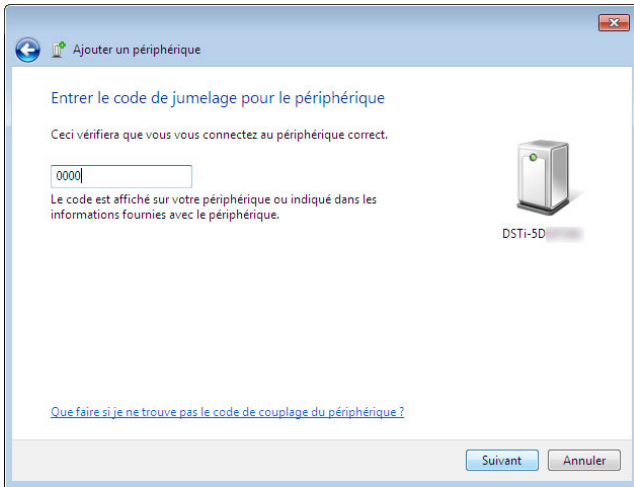 Ajouter un périphérique
Entrer le code de jumelage pour le périphérique
Ceci vérifiera que vous vous connectez au périphérique correct.
0000
Le code est affiché sur votre périphérique ou indiqué dans les
informations fournies avec le périphérique.
DSTi-5D
Que faire si je ne trouve pas le code de couplage du périphérique ?
Suivant Annuler